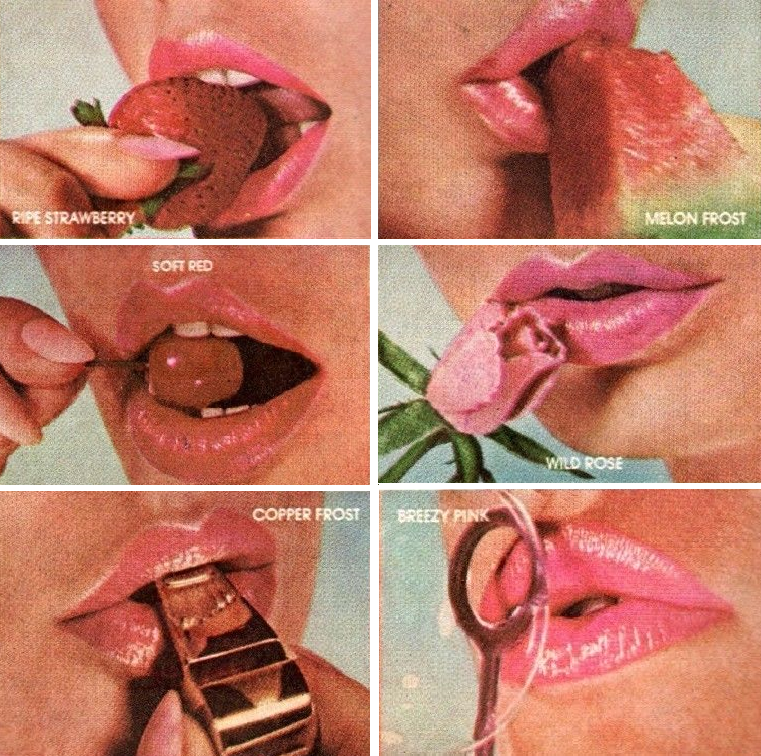 RIPE STRAWBERRY
MELON FROST
SOFT RED
WILD ROSE
COPPER FROST
BREEZY PINK